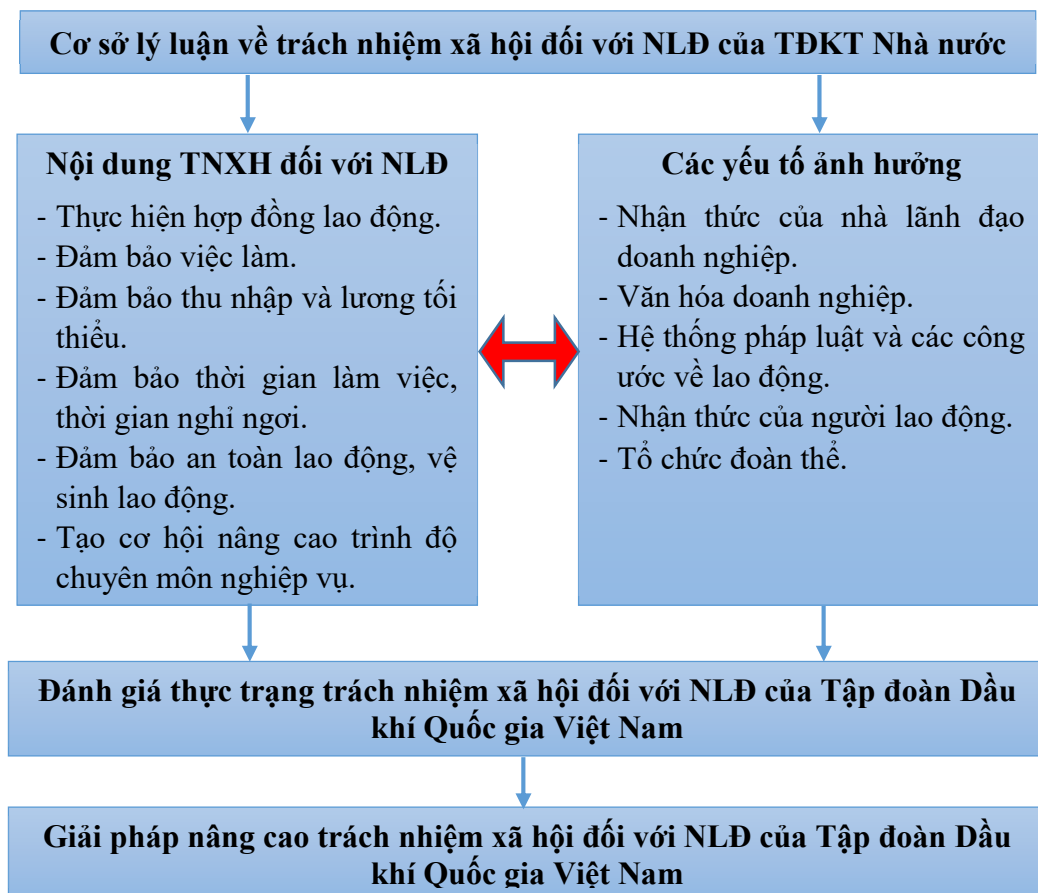 Cơ sở lý luận về trách nhiệm xã hội đối với NLĐ của TĐKT Nhà nước
Nội dung TNXH đối với NLĐ
- Thực hiện hợp đồng lao động.
- Đảm bảo việc làm.
- Đảm bảo thu nhập và lương tối
thiểu.
- Đảm bảo thời gian làm việc,
thời gian nghỉ ngơi.
- Đảm bảo an toàn lao động, vệ
sinh lao động.
- Tạo cơ hội nâng cao trình độ
chuyên môn nghiệp vụ.
Các yếu tố ảnh hưởng
- Nhận thức của nhà lãnh đạo
doanh nghiệp.
- Văn hóa doanh nghiệp.
- Hệ thống pháp luật và các công
ước về lao động.
- Nhận thức của người lao động.
- Tổ chức đoàn thể.
Đánh giá thực trạng trách nhiệm xã hội đối với NLĐ của Tập đoàn Dầu
khí Quốc gia Việt Nam
Giải pháp nâng cao trách nhiệm xã hội đối với NLĐ của Tập đoàn Dầu
khí Quốc gia Việt Nam